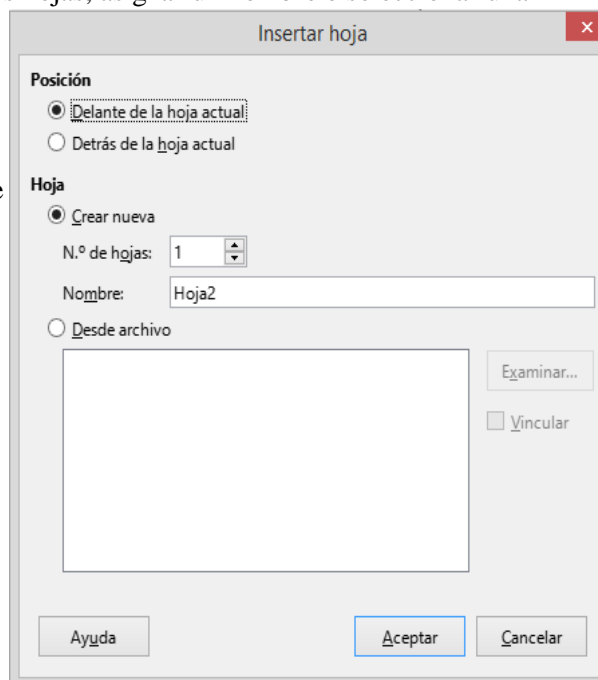 Insertar hoja
Posición
Delante de la hoja actual
Detrás de la hoja actual
Hoja
Crear nueva
N.º de hojas: 1
Nombre: Hoja2
Desde archivo
Examinar...
Vincular
Ayuda Aceptar Cancelar